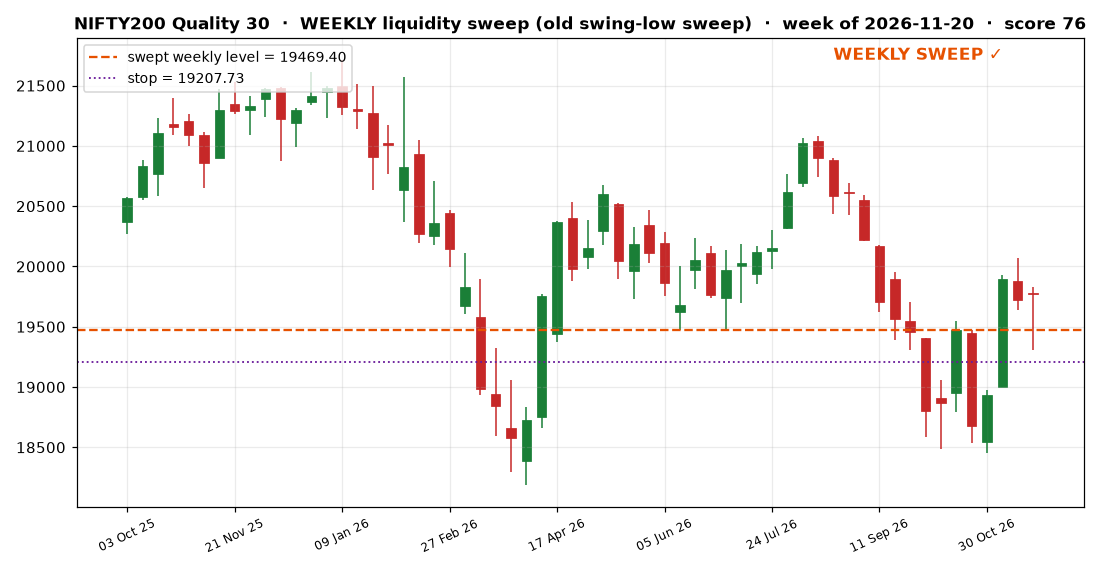 NIFTY200 Quality 30 · WEEKLY liquidity sweep (old swing-low sweep) · week of 2026-11-20 · score 76
swept weekly level = 19469.40
stop = 19207.73
WEEKLY SWEEP ✓
21500
21000
20500
20000
19500
19000
18500
03 Oct 25
21 Nov 25
09 Jan 26
27 Feb 26
17 Apr 26
05 Jun 26
24 Jul 26
11 Sep 26
30 Oct 26